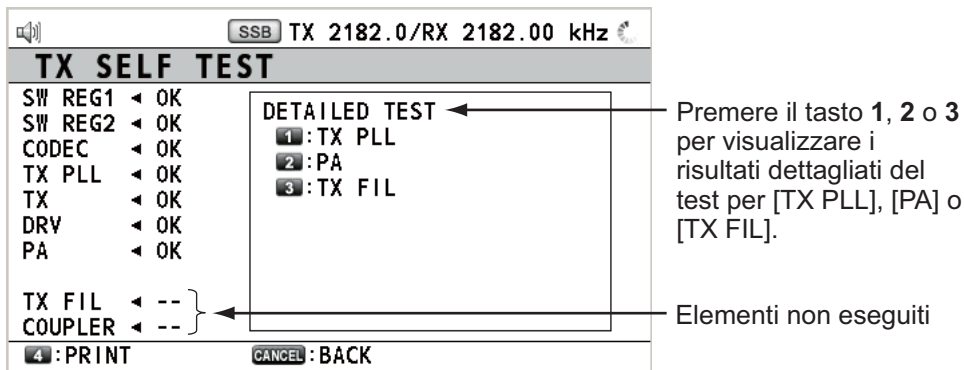 SSB TX 2182.0/RX 2182.00 kHz
TX SELF TEST
SW REG1 ◄ OK
SW REG2 ◄ OK
CODEC ◄ OK
TX PLL ◄ OK
TX ◄ OK
DRV ◄ OK
PA ◄ OK
TX FIL ◄ --
COUPLER ◄ --
DETAILED TEST
1:TX PLL
2:PA
3:TX FIL
4:PRINT
CANCEL:BACK
Premere il tasto 1, 2 o 3
per visualizzare i
risultati dettagliati del
test per [TX PLL], [PA] o
[TX FIL].
Elementi non eseguiti